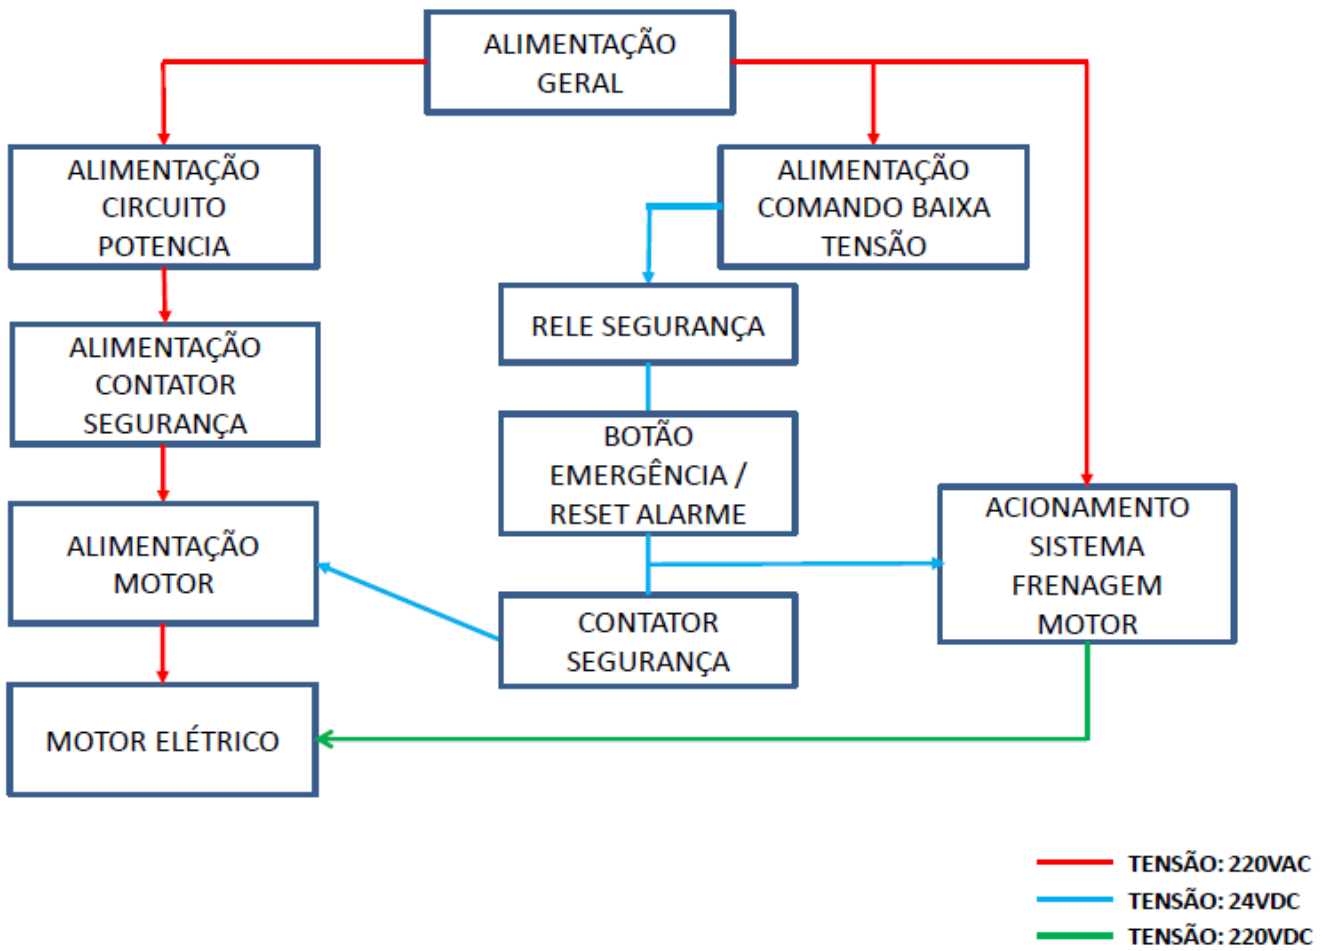 ALIMENTAÇÃO
GERAL
ALIMENTAÇÃO
CIRCUITO
POTENCIA
ALIMENTAÇÃO
COMANDO BAIXA
TENSÃO
RELE SEGURANÇA
ALIMENTAÇÃO
CONTATOR
SEGURANÇA
BOTÃO
EMERGÊNCIA /
RESET ALARME
ACIONAMENTO
SISTEMA
FRENAGEM
MOTOR
ALIMENTAÇÃO
MOTOR
CONTATOR
SEGURANÇA
MOTOR ELÉTRICO
TENSÃO: 220VAC
TENSÃO: 24VDC
TENSÃO: 220VDC